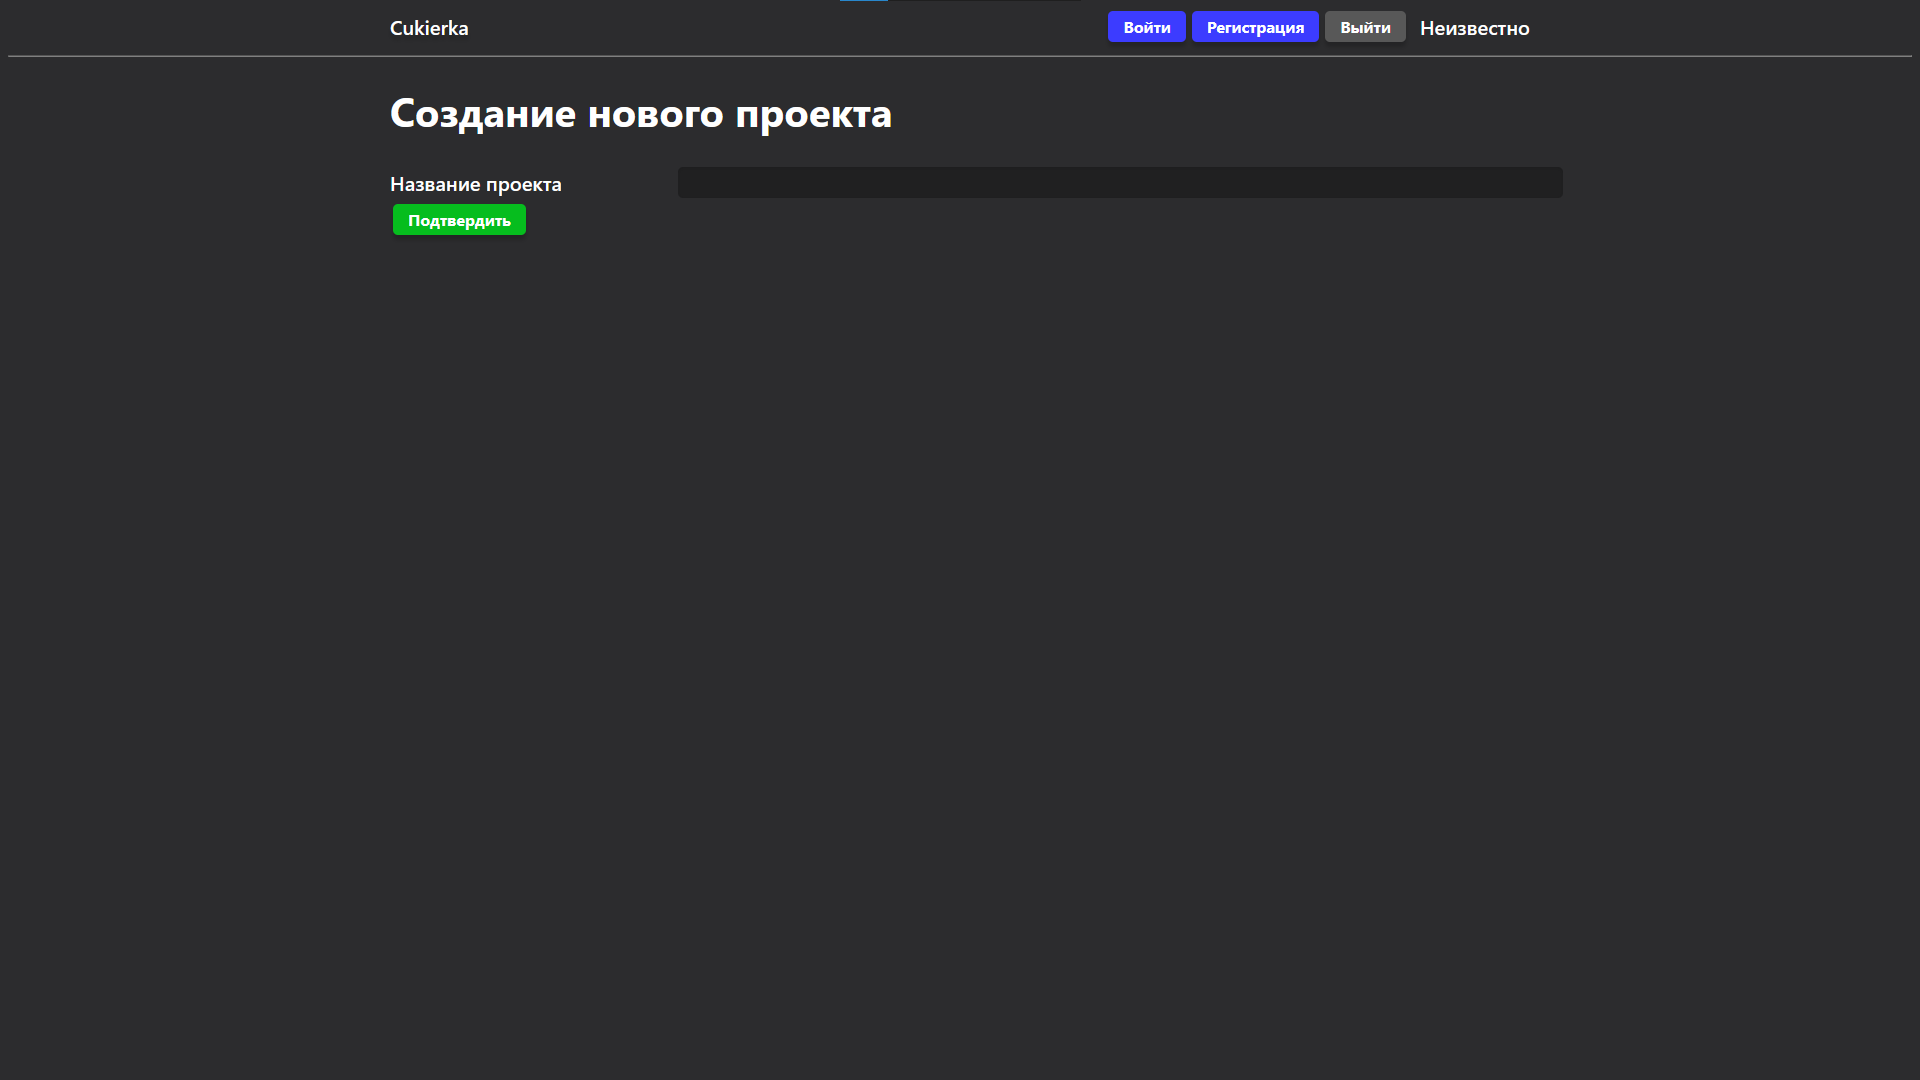 Cukierka
Войти Регистрация Выйти Неизвестно
Создание нового проекта
Название проекта
Подтвердить